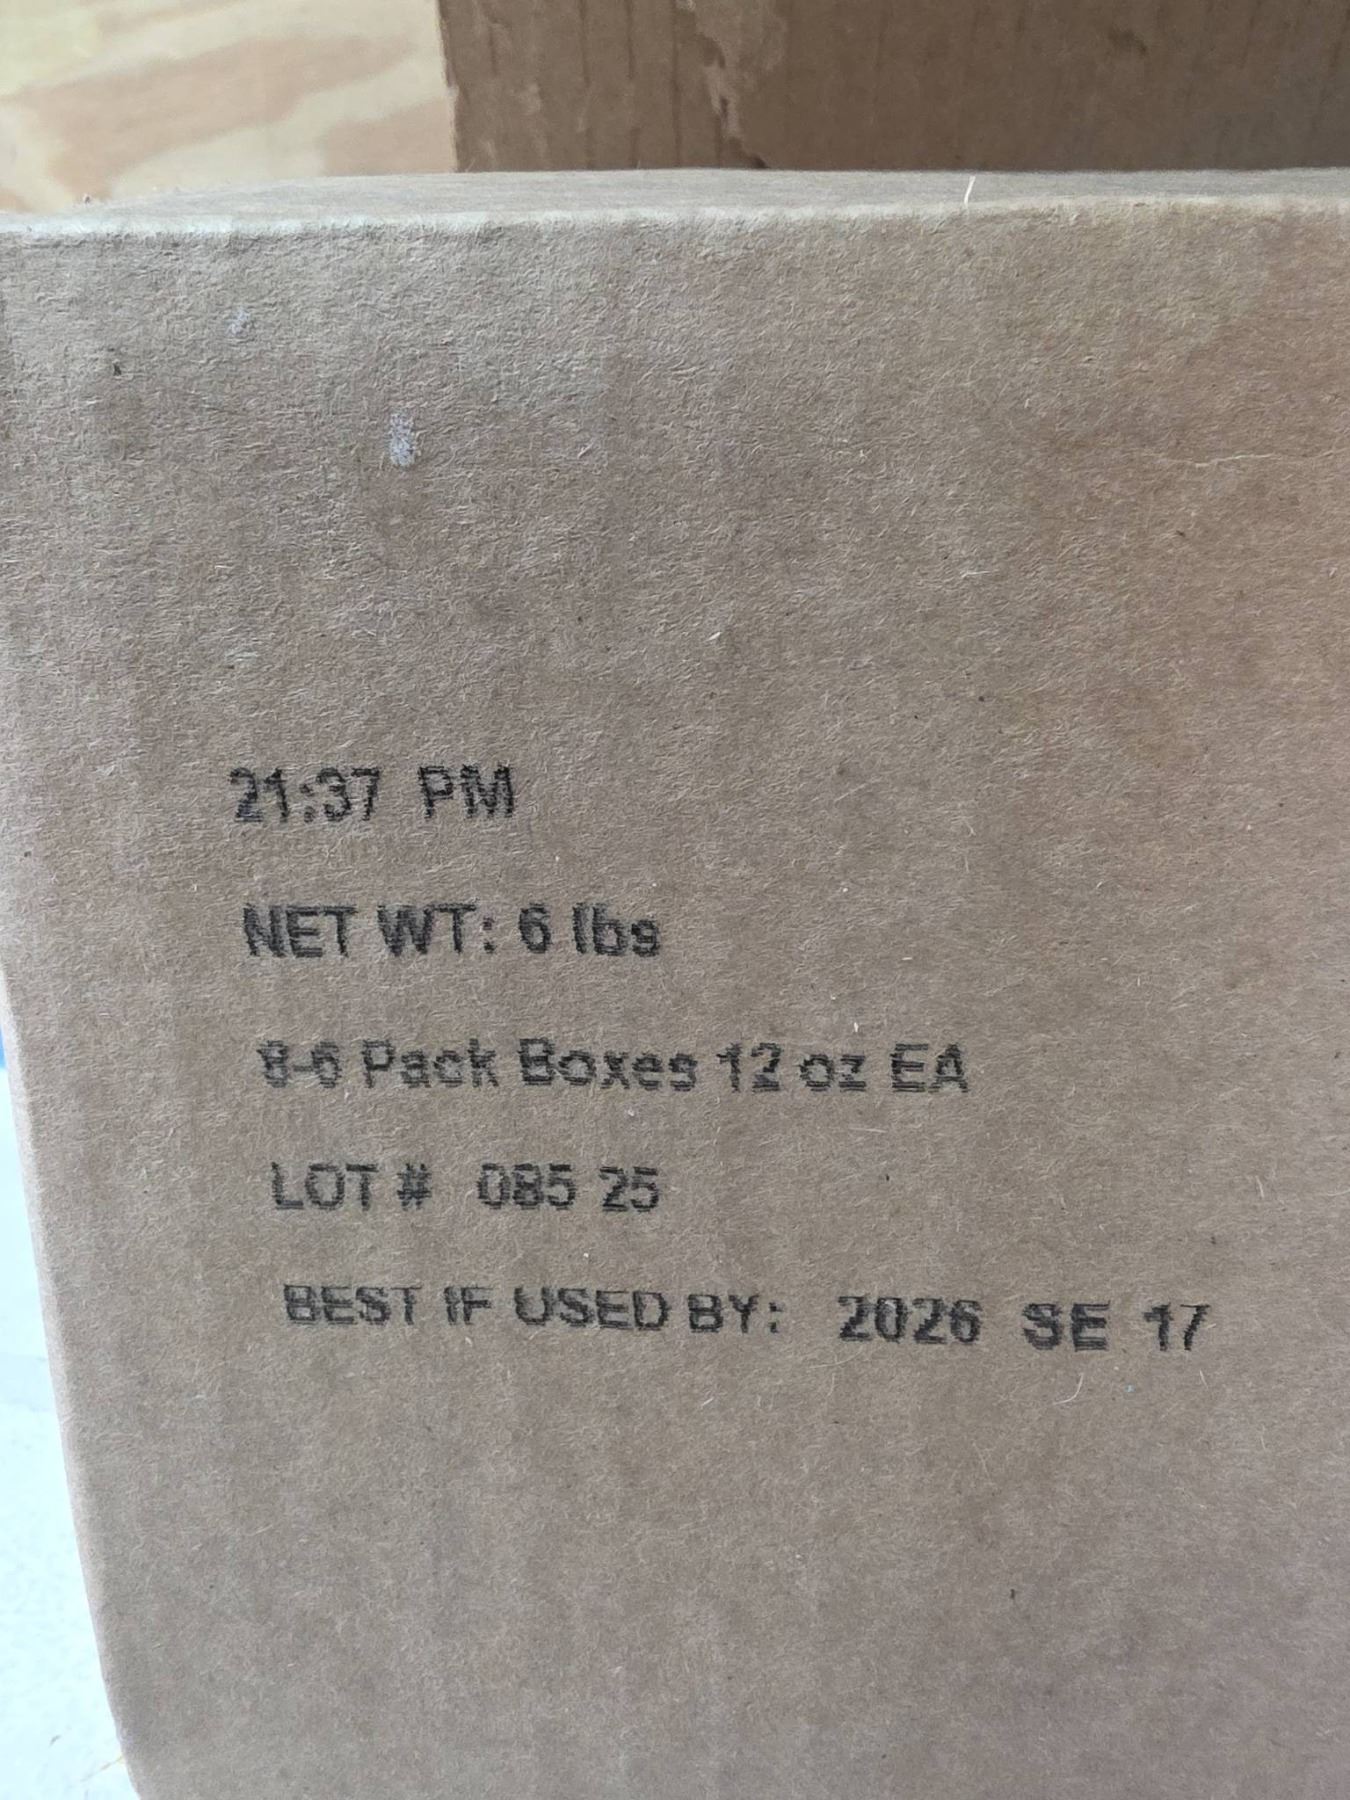 21:37 PM
NET WT: 6 lbs
8-6 Pack Boxes 12 oz EA
LOT # 085 25
BEST IF USED BY: 2026 SE 17